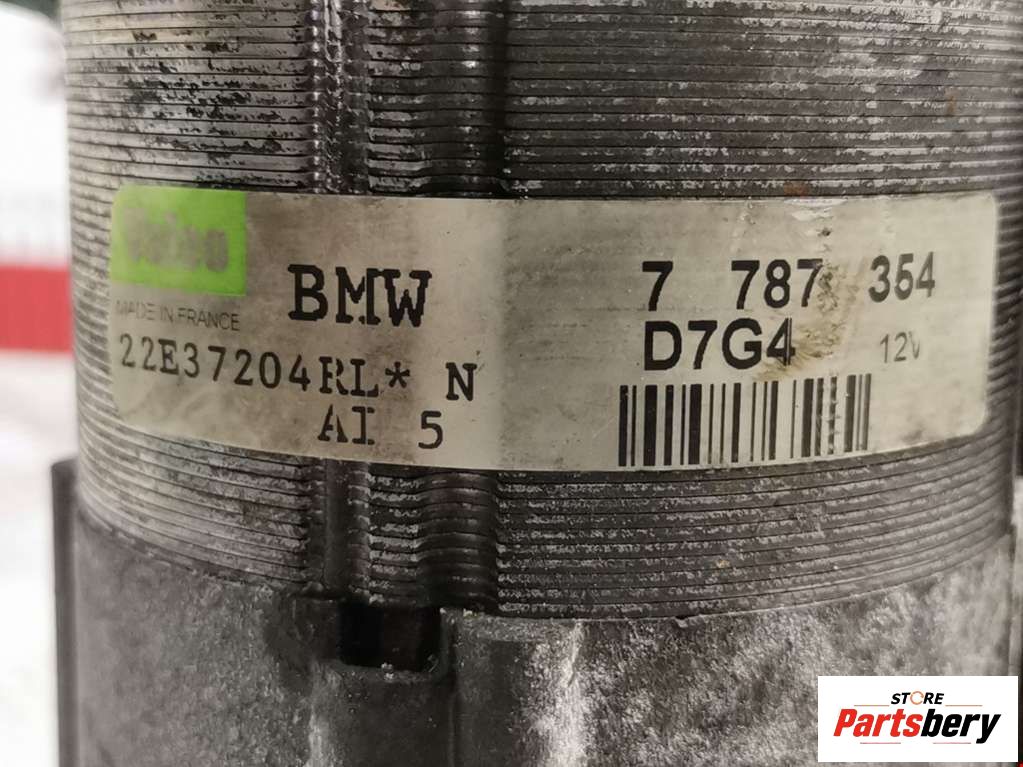 Valeo
MADE IN FRANCE
BMW
22E37204RL* N
AI 5
7 787 354
D7G4 12V
STORE
Partsbery